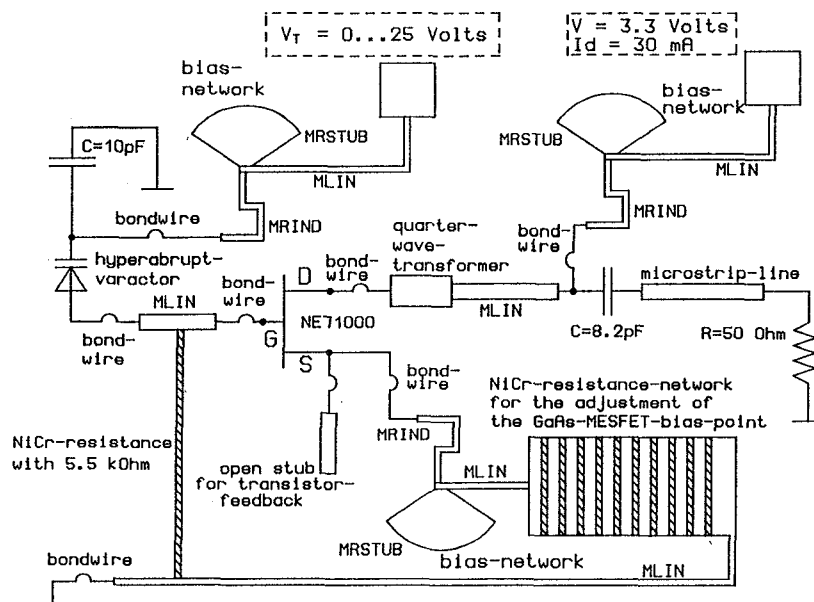 V_T = 0...25 Volts
V = 3.3 Volts
Id = 30 mA
bias-
network
bias-
network
MRSTUB
MRSTUB
C=10pF
MLIN
MLIN
MRIND
MRIND
bondwire
quarter-
wave-
transformer
bond-
wire
hyperabrupt-
varactor
bond-
wire
D
bond-
wire
microstrip-line
MLIN
MLIN
NE71000
G
C=8.2pF
R=50 Ohm
bond-
wire
S
bond-
wire
NiCr-resistance-network
for the adjustment of
the GaAs-MESFET-bias-point
MRIND
NiCr-resistance
with 5.5 kOhm
open stub
for transistor-
feedback
MLIN
MRSTUB
bias-network
bondwire
MLIN